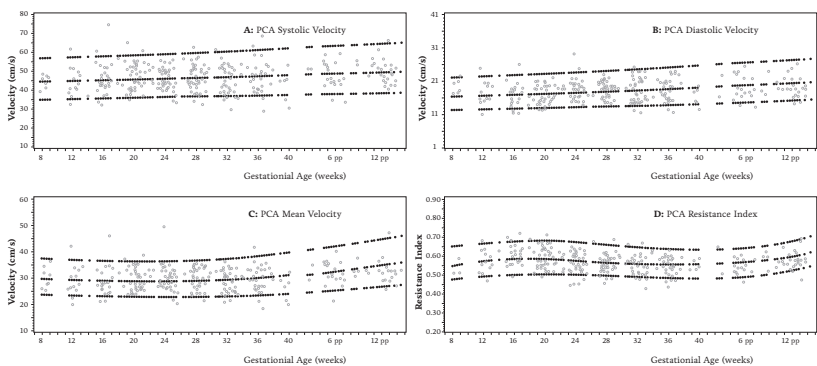 A: PCA Systolic Velocity
Velocity (cm/s)
80
70
60
50
40
30
20
10
8 12 16 20 24 28 32 36 40 6 pp 12 pp
Gestational Age (weeks)
B: PCA Diastolic Velocity
Velocity (cm/s)
41
31
21
11
1
8 12 16 20 24 28 32 36 40 6 pp 12 pp
Gestational Age (weeks)
C: PCA Mean Velocity
Velocity (cm/s)
60
50
40
30
20
10
8 12 16 20 24 28 32 36 40 6 pp 12 pp
Gestational Age (weeks)
D: PCA Resistance Index
Resistance Index
0.90
0.80
0.70
0.60
0.50
0.40
0.30
0.20
8 12 16 20 24 28 32 36 40 6 pp 12 pp
Gestational Age (weeks)